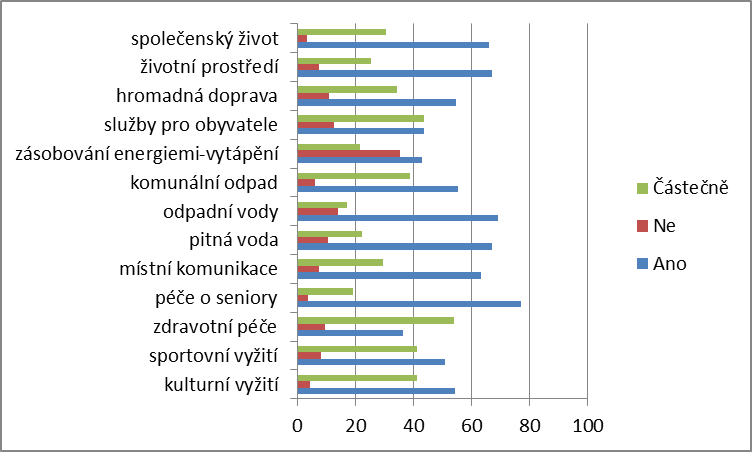 společenský život
životní prostředí
hromadná doprava
služby pro obyvatele
zásobování energiemi-vytápění
komunální odpad
odpadní vody
pitná voda
místní komunikace
péče o seniory
zdravotní péče
sportovní vyžití
kulturní vyžití
0 20 40 60 80 100
Částečně
Ne
Ano